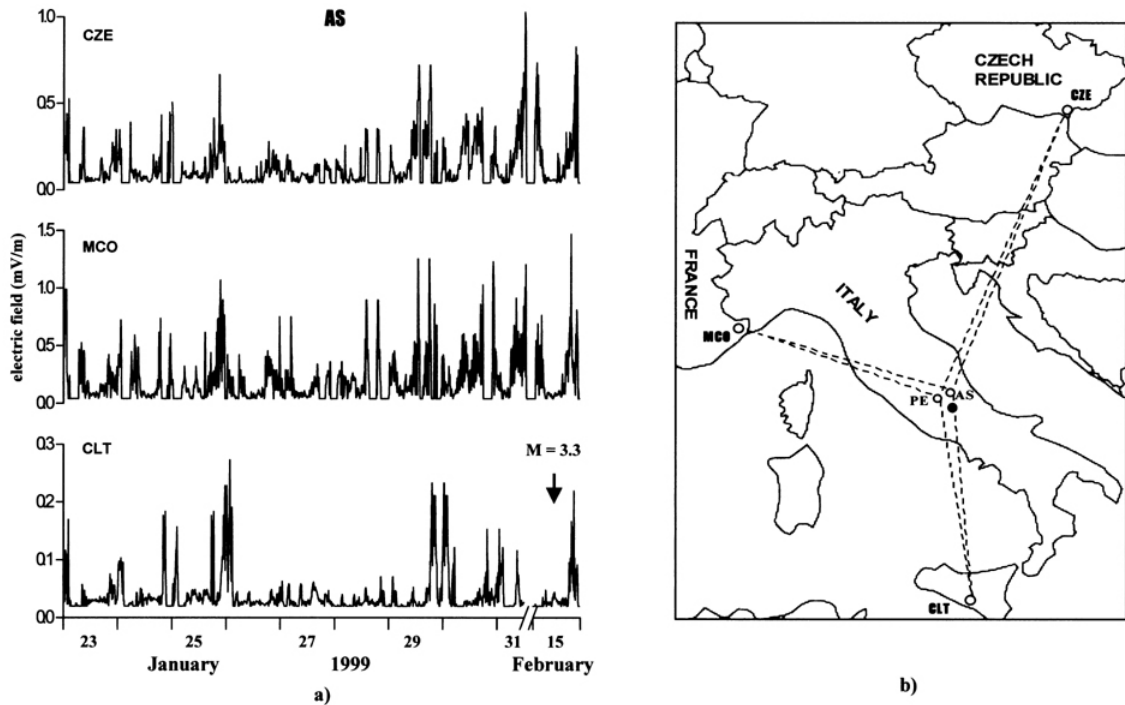 AS
CZE
1.0
0.5
0.0
MCO
1.5
1.0
0.5
0.0
electric field (mV/m)
CLT
0.3
0.2
0.1
0.0
M = 3.3
23 25 27 29 31 15
January 1999 February
a)
CZECH
REPUBLIC
CZE
FRANCE
ITALY
MCO
PE AS
CLT
b)